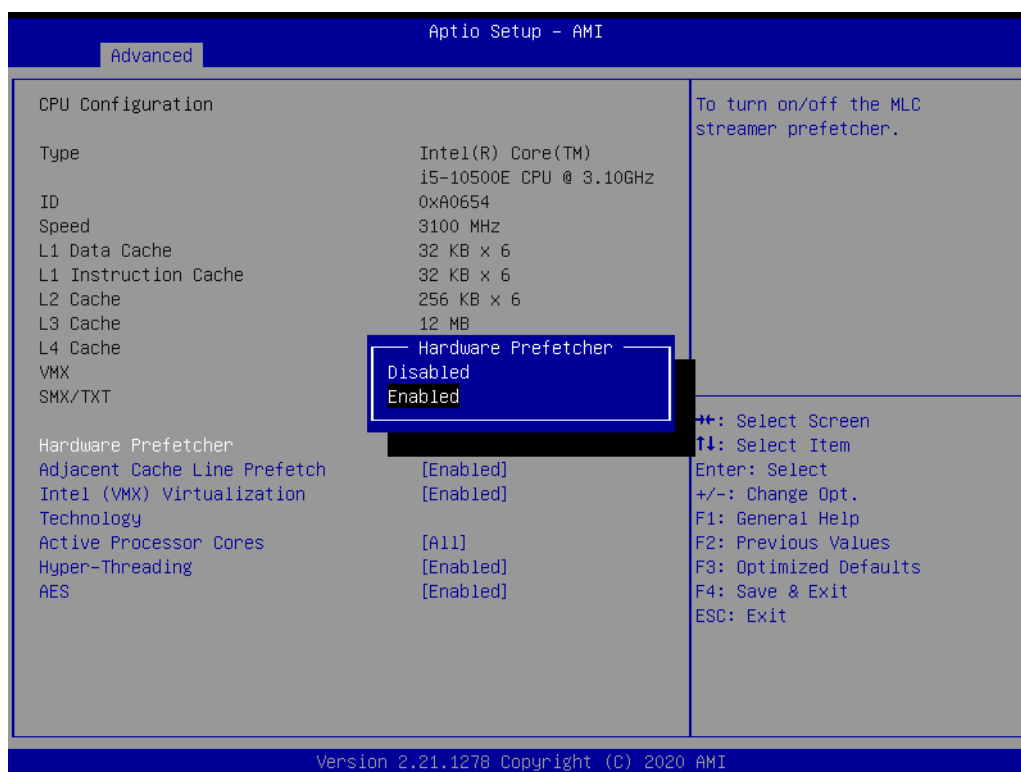 Aptio Setup – AMI
Advanced
CPU Configuration
Type Intel(R) Core(TM)
i5-10500E CPU @ 3.10GHz
ID 0xA0654
Speed 3100 MHz
L1 Data Cache 32 KB x 6
L1 Instruction Cache 32 KB x 6
L2 Cache 256 KB x 6
L3 Cache 12 MB
L4 Cache
VMX
SMX/TXT
Hardware Prefetcher
Disabled
Enabled
Hardware Prefetcher
Adjacent Cache Line Prefetch [Enabled]
Intel (VMX) Virtualization [Enabled]
Technology
Active Processor Cores [All]
Hyper-Threading [Enabled]
AES [Enabled]
To turn on/off the MLC
streamer prefetcher.
→←: Select Screen
↑↓: Select Item
Enter: Select
+/-: Change Opt.
F1: General Help
F2: Previous Values
F3: Optimized Defaults
F4: Save & Exit
ESC: Exit
Version 2.21.1278 Copyright (C) 2020 AMI